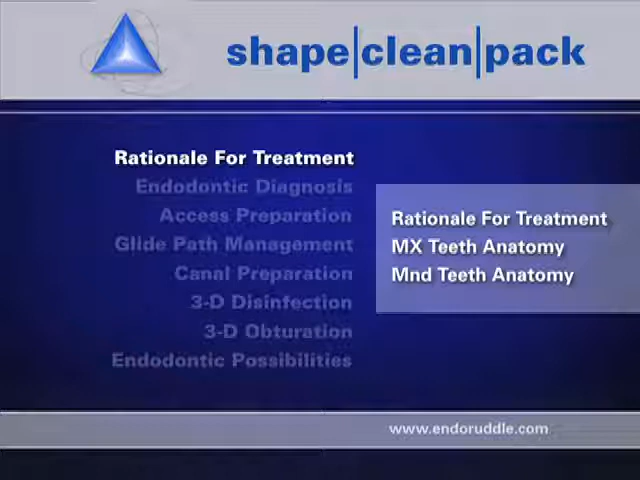 shape|clean|pack
Rationale For Treatment
Endodontic Diagnosis
Access Preparation
Glide Path Management
Canal Preparation
3-D Disinfection
3-D Obturation
Endodontic Possibilities
Rationale For Treatment
MX Teeth Anatomy
Mnd Teeth Anatomy
www.endoruddle.com